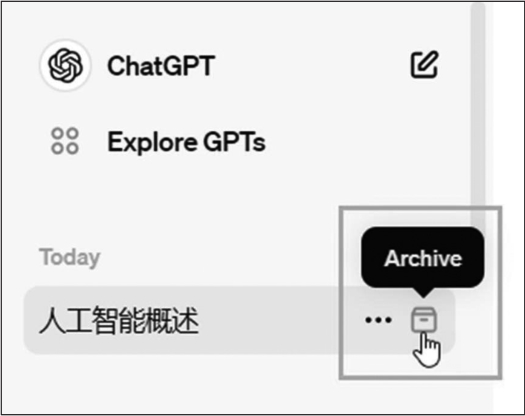 ChatGPT
Explore GPTs
Today
Archive
人工智能概述